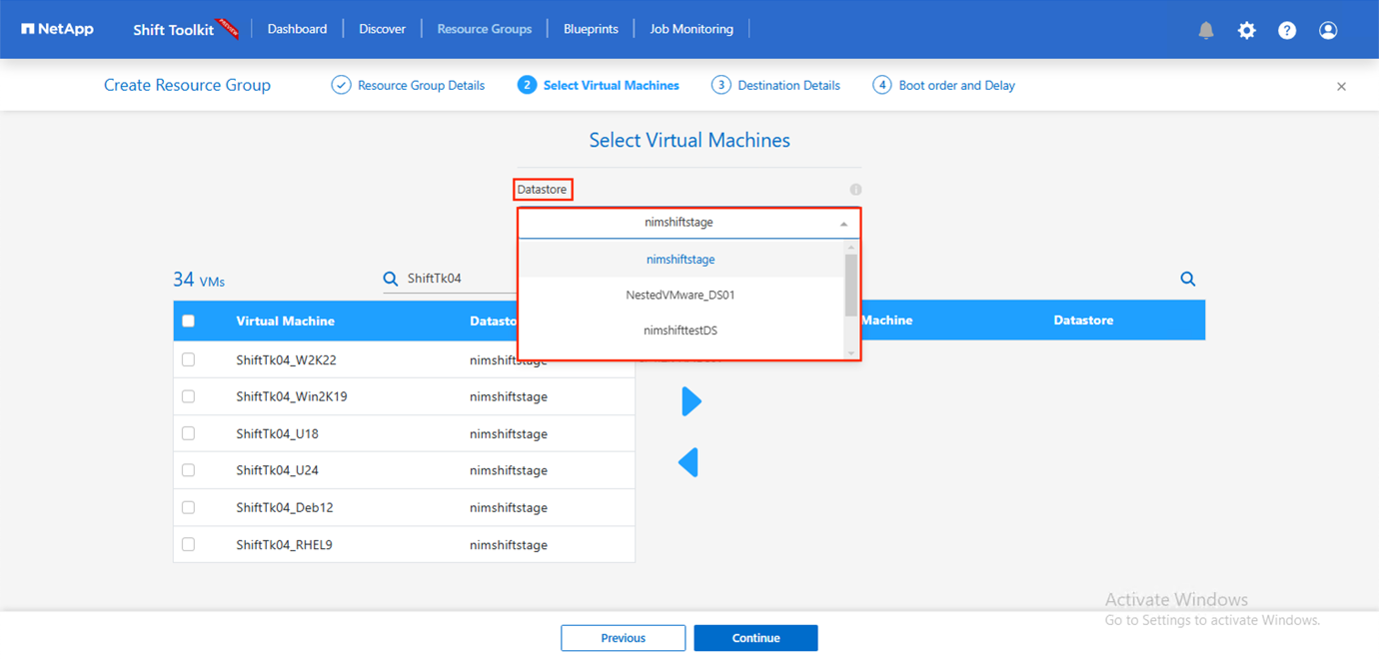 NetApp
Shift Toolkit PREVIEW
Dashboard
Discover
Resource Groups
Blueprints
Job Monitoring
?
Create Resource Group
Resource Group Details
2 Select Virtual Machines
3 Destination Details
4 Boot order and Delay
Select Virtual Machines
Datastore
nimshiftstage
nimshiftstage
NestedVMware_DS01
nimshifttestDS
34 VMs
ShiftTk04
Virtual Machine Datasto
Machine Datastore
ShiftTk04_W2K22 nimshiftstage
ShiftTk04_Win2K19 nimshiftstage
ShiftTk04_U18 nimshiftstage
ShiftTk04_U24 nimshiftstage
ShiftTk04_Deb12 nimshiftstage
ShiftTk04_RHEL9 nimshiftstage
Activate Windows
Go to Settings to activate Windows.
Previous
Continue